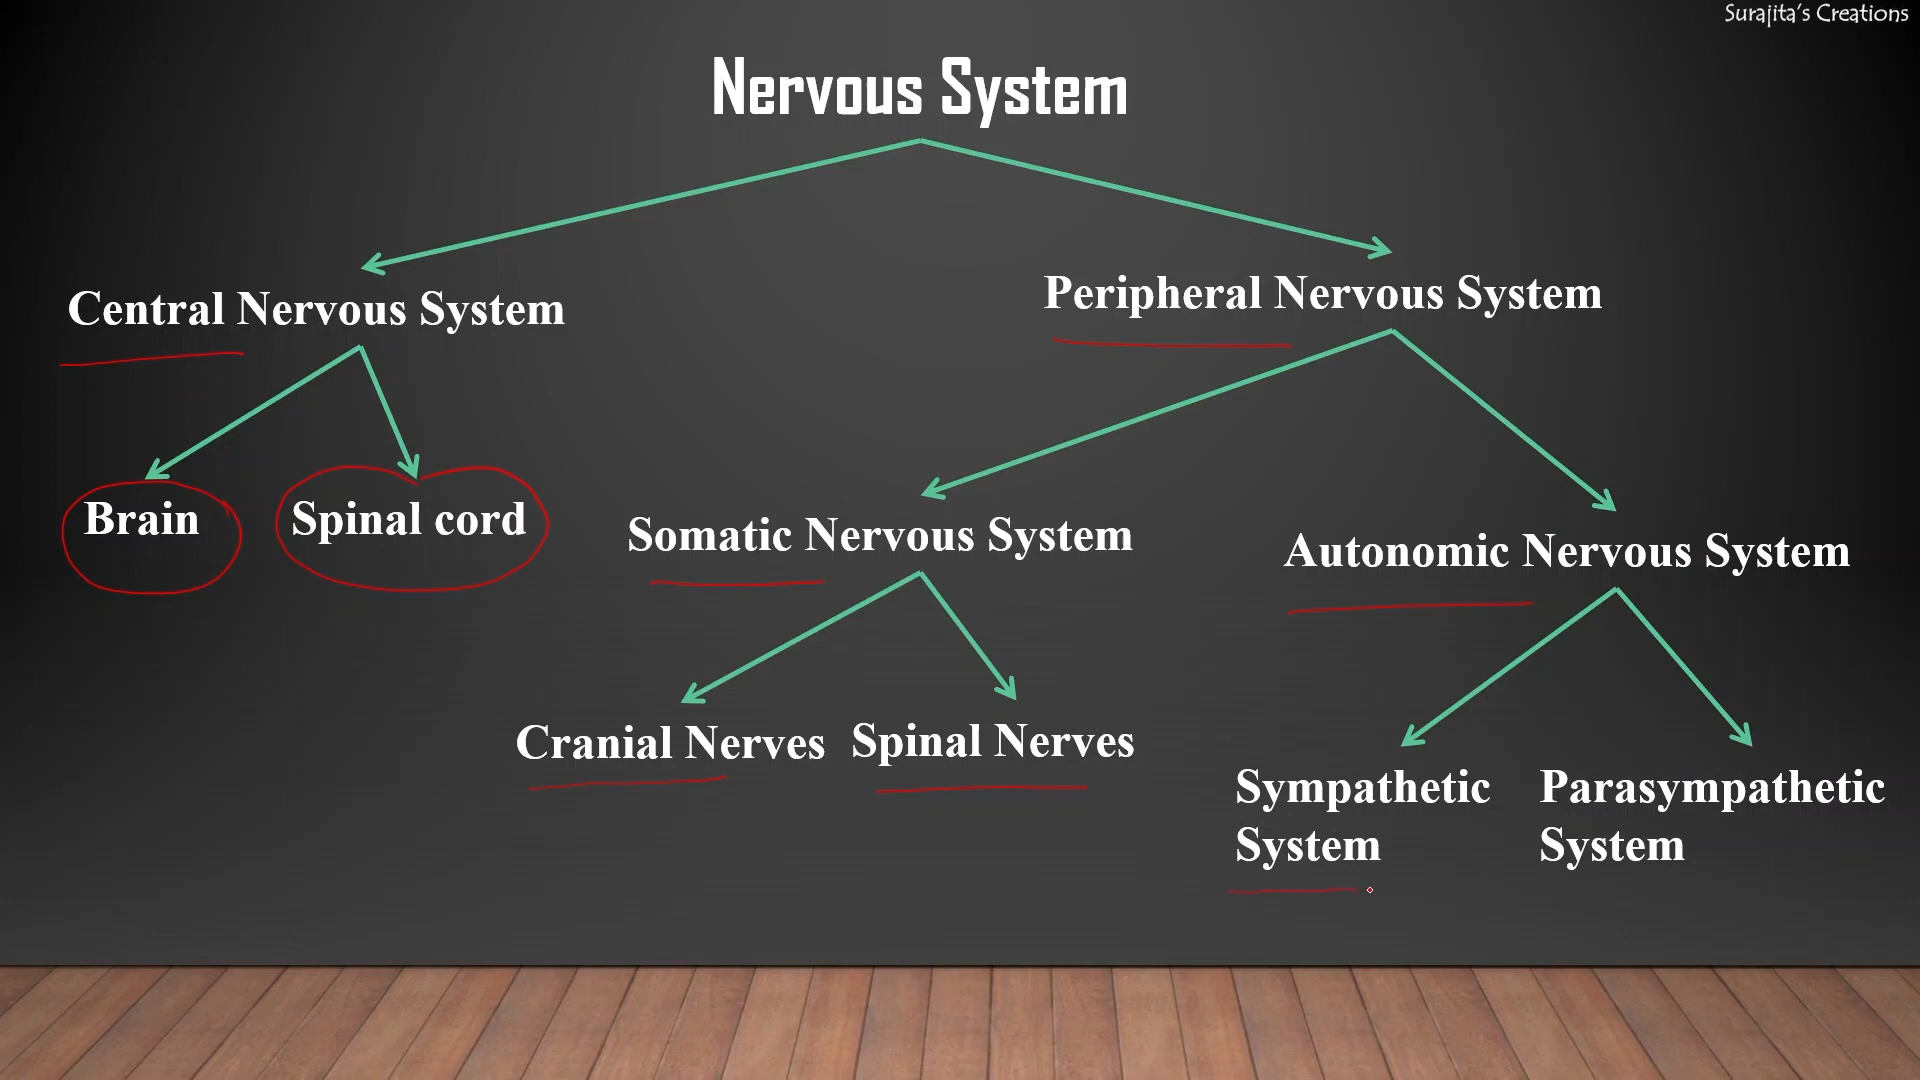 Surajita's Creations
Nervous System
Central Nervous System
Peripheral Nervous System
Brain
Spinal cord
Somatic Nervous System
Autonomic Nervous System
Cranial Nerves
Spinal Nerves
Sympathetic
System
Parasympathetic
System